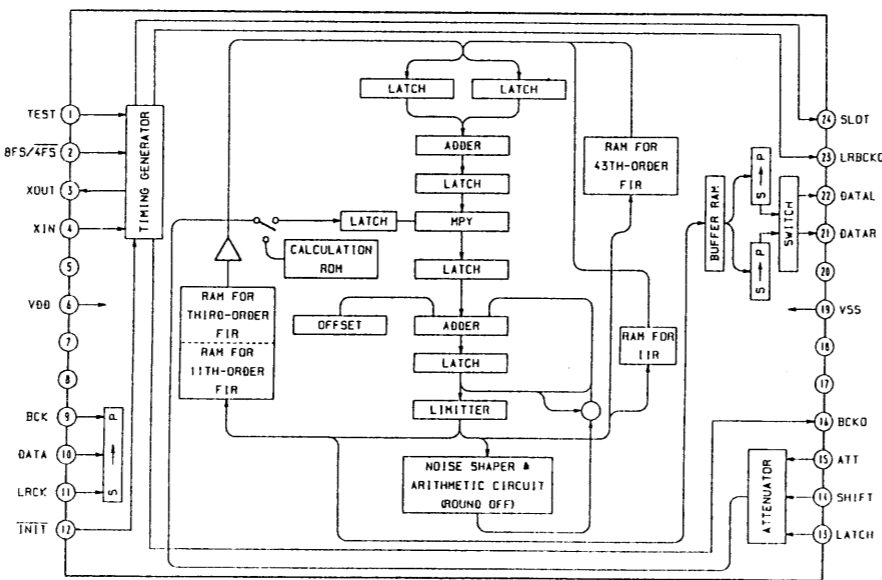 TEST 1
8FS/4FS 2
XOUT 3
XIN 4
5
VDD 6
7
8
BCK 9
DATA 10
LRCK 11
INIT 12
TIMING GENERATOR
S → P
LATCH
LATCH
ADDER
LATCH
LATCH
MPY
CALCULATION
ROM
LATCH
RAM FOR
THIRD-ORDER
FIR
RAM FOR
11TH-ORDER
FIR
OFFSET
ADDER
LATCH
LIMITTER
NOISE SHAPER &
ARITHMETIC CIRCUIT
(ROUND OFF)
RAM FOR
43TH-ORDER
FIR
RAM FOR
IIR
BUFFER RAM
S → P
S → P
SWITCH
ATTENUATOR
24 SLOT
23 LRBCKO
22 DATAL
21 DATAR
20
19 VSS
18
17
16 BCKO
15 ATT
14 SHIFT
13 LATCH